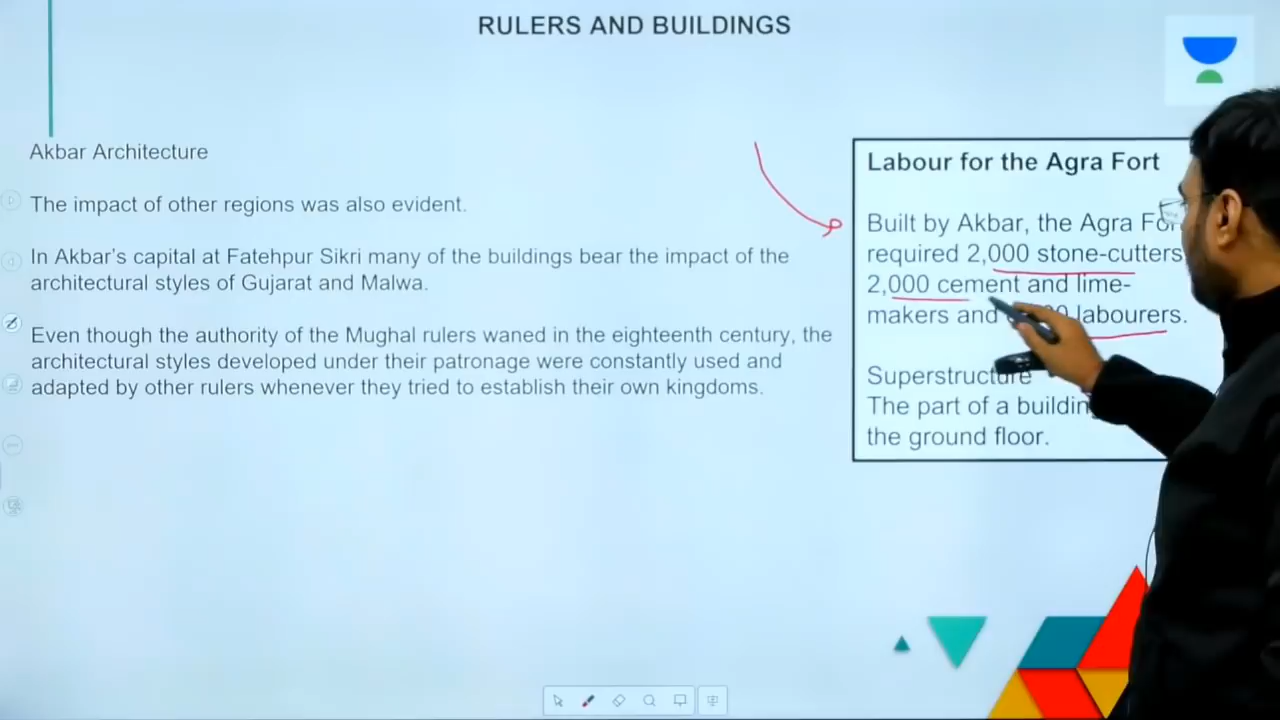 RULERS AND BUILDINGS
Akbar Architecture
The impact of other regions was also evident.
In Akbar's capital at Fatehpur Sikri many of the buildings bear the impact of the
architectural styles of Gujarat and Malwa.
Even though the authority of the Mughal rulers waned in the eighteenth century, the
architectural styles developed under their patronage were constantly used and
adapted by other rulers whenever they tried to establish their own kingdoms.
Labour for the Agra Fort
Built by Akbar, the Agra
required 2,000 stone-cutters
2,000 cement and lime-
makers and labourers.
Superstructure
The part of a
the ground floor.